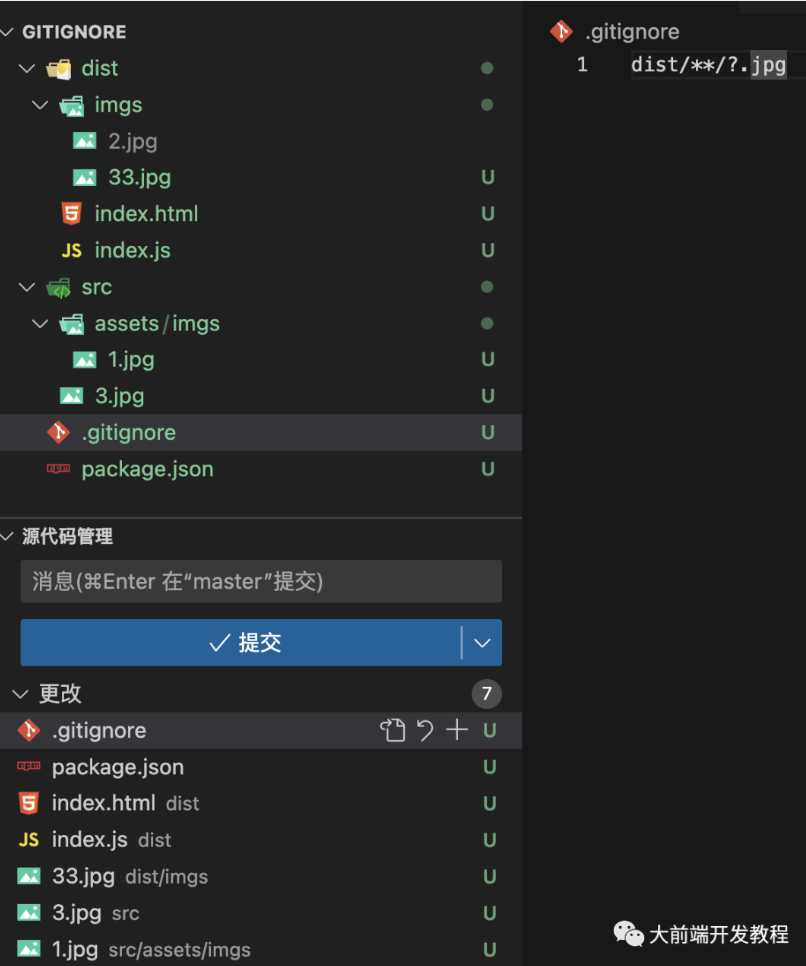 GITIGNORE
dist
imgs
2.jpg
33.jpg U
index.html U
JS index.js U
src
assets/imgs
1.jpg U
3.jpg U
.gitignore U
package.json U
源代码管理
消息(⌘Enter 在“master”提交)
提交
更改 7
.gitignore U
package.json U
index.html dist U
JS index.js dist U
33.jpg dist/imgs U
3.jpg src U
1.jpg src/assets/imgs U
.gitignore
1 dist/**/?.jpg
大前端开发教程